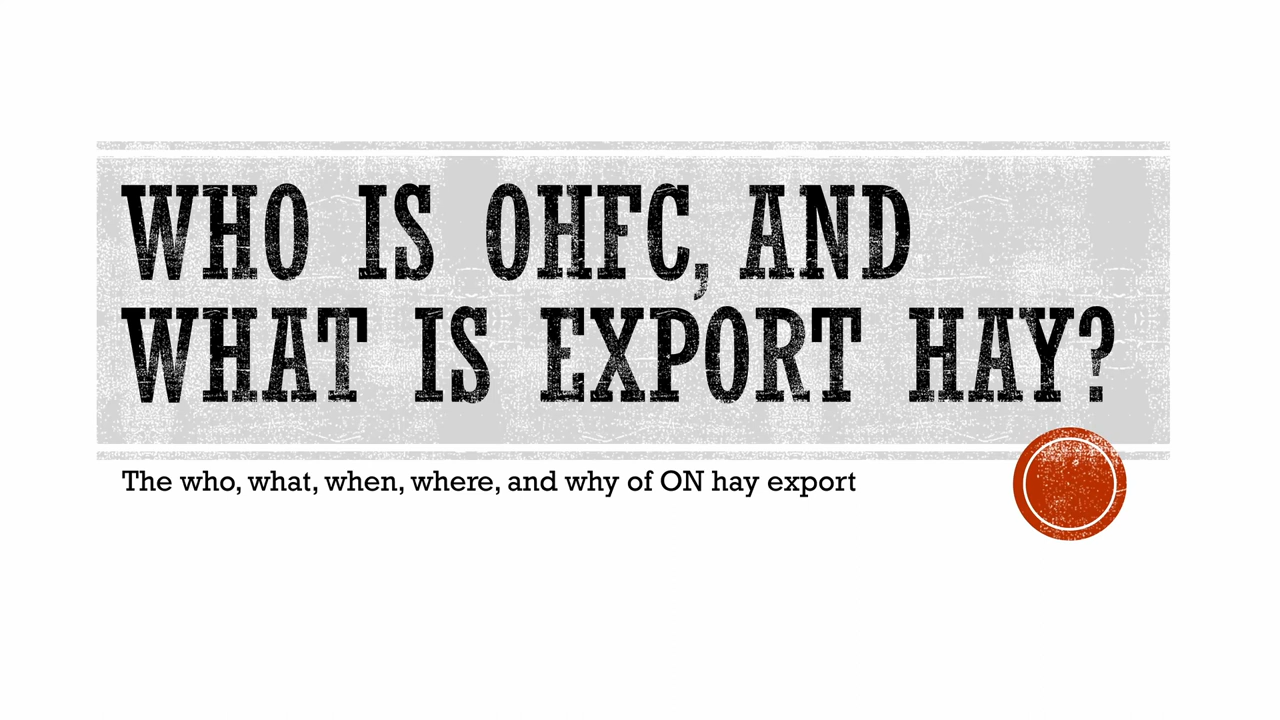 WHO IS OHFC, AND
WHAT IS EXPORT HAY?
The who, what, when, where, and why of ON hay export